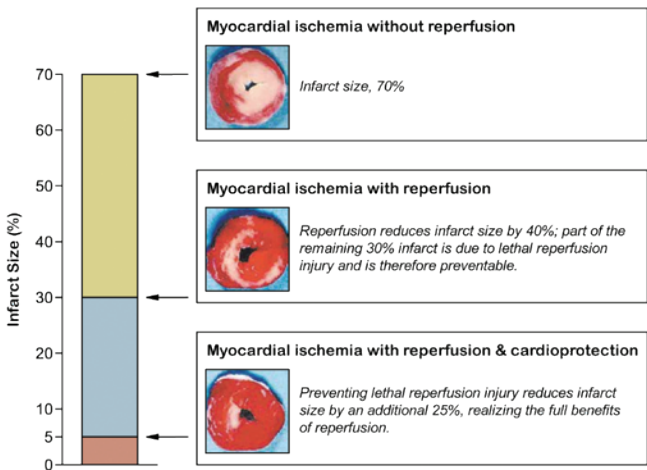 Myocardial ischemia without reperfusion
Infarct size, 70%
Myocardial ischemia with reperfusion
Reperfusion reduces infarct size by 40%; part of the
remaining 30% infarct is due to lethal reperfusion
injury and is therefore preventable.
Myocardial ischemia with reperfusion & cardioprotection
Preventing lethal reperfusion injury reduces infarct
size by an additional 25%, realizing the full benefits
of reperfusion.
Infarct Size (%)
70
60
50
40
30
20
10
5
0